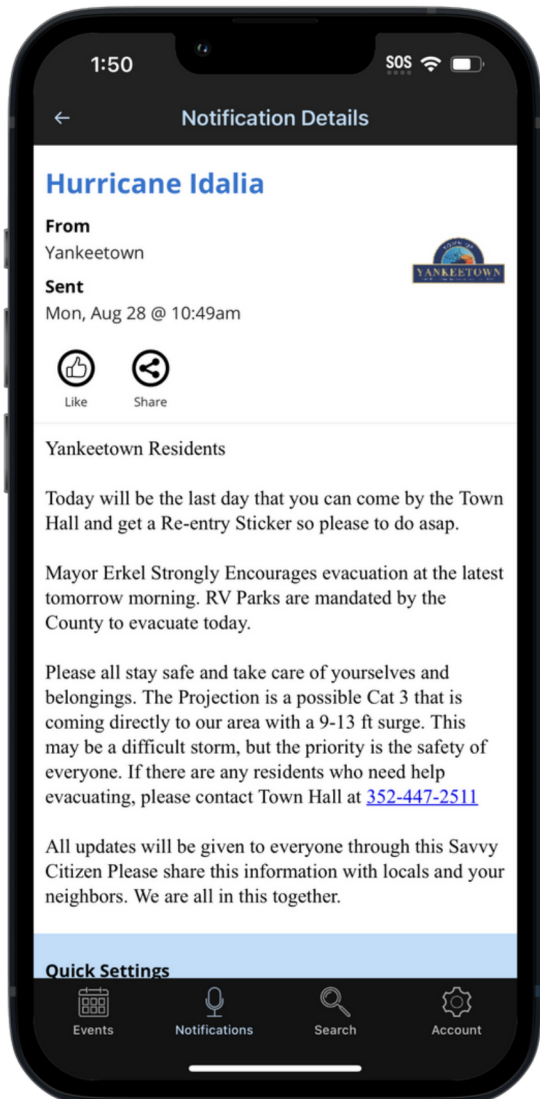 1:50
SOS
Notification Details
Hurricane Idalia
From
Yankeetown
TOWN OF
YANKEETOWN
Sent
Mon, Aug 28 @ 10:49am
Like
Share
Yankeetown Residents
Today will be the last day that you can come by the Town
Hall and get a Re-entry Sticker so please to do asap.
Mayor Erkel Strongly Encourages evacuation at the latest
tomorrow morning. RV Parks are mandated by the
County to evacuate today.
Please all stay safe and take care of yourselves and
belongings. The Projection is a possible Cat 3 that is
coming directly to our area with a 9-13 ft surge. This
may be a difficult storm, but the priority is the safety of
everyone. If there are any residents who need help
evacuating, please contact Town Hall at 352-447-2511
All updates will be given to everyone through this Savvy
Citizen Please share this information with locals and your
neighbors. We are all in this together.
Quick Settings
Events
Notifications
Search
Account